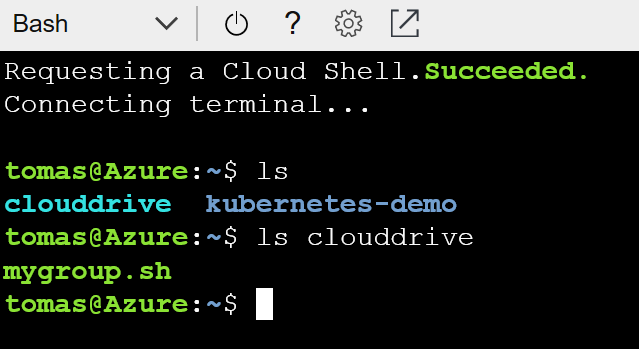 Bash ?
Requesting a Cloud Shell.Succeeded.
Connecting terminal...
tomas@Azure:~$ ls
clouddrive  kubernetes-demo
tomas@Azure:~$ ls clouddrive
mygroup.sh
tomas@Azure:~$